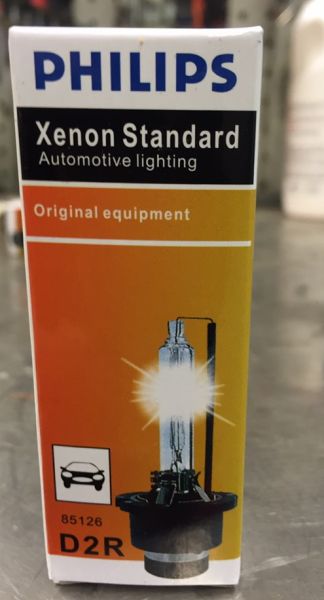 PHILIPS
Xenon Standard
Automotive lighting
Original equipment
85126
D2R